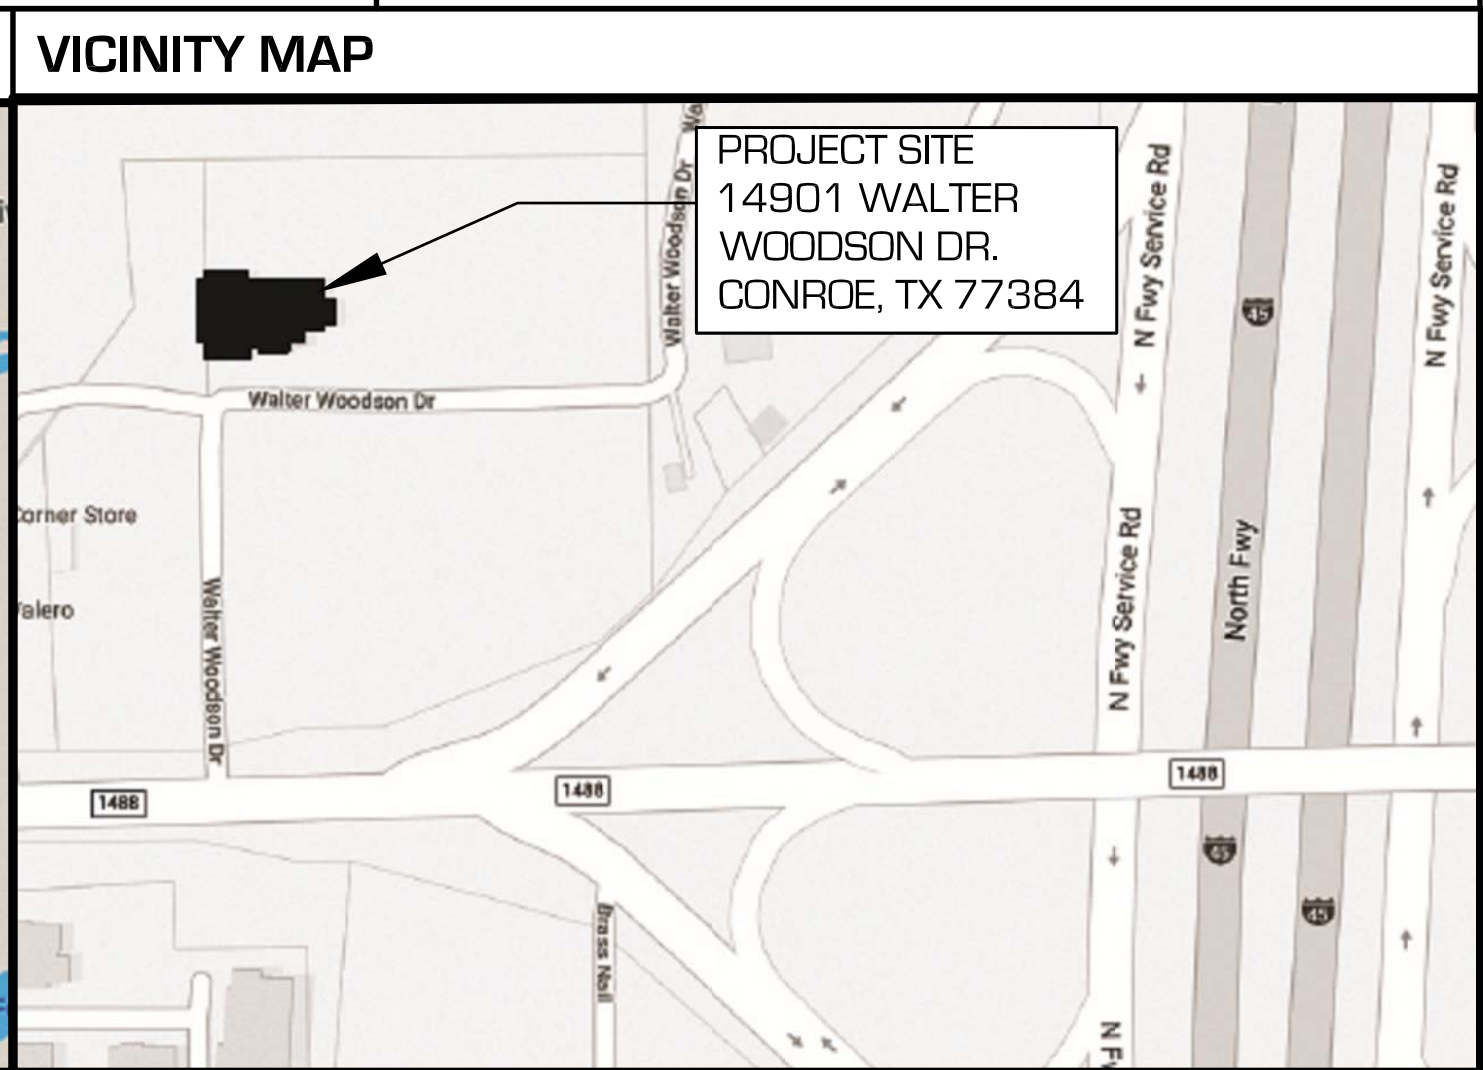 VICINITY MAP
PROJECT SITE
14901 WALTER
WOODSON DR.
CONROE, TX 77384
Walter Woodson Dr
N Fwy Service Rd
N Fwy Service Rd
45
Walter Woodson Dr
Corner Store
N Fwy Service Rd
North Fwy
Walter Woodson Dr
1488
1488
1488
45
45
Brass Nail